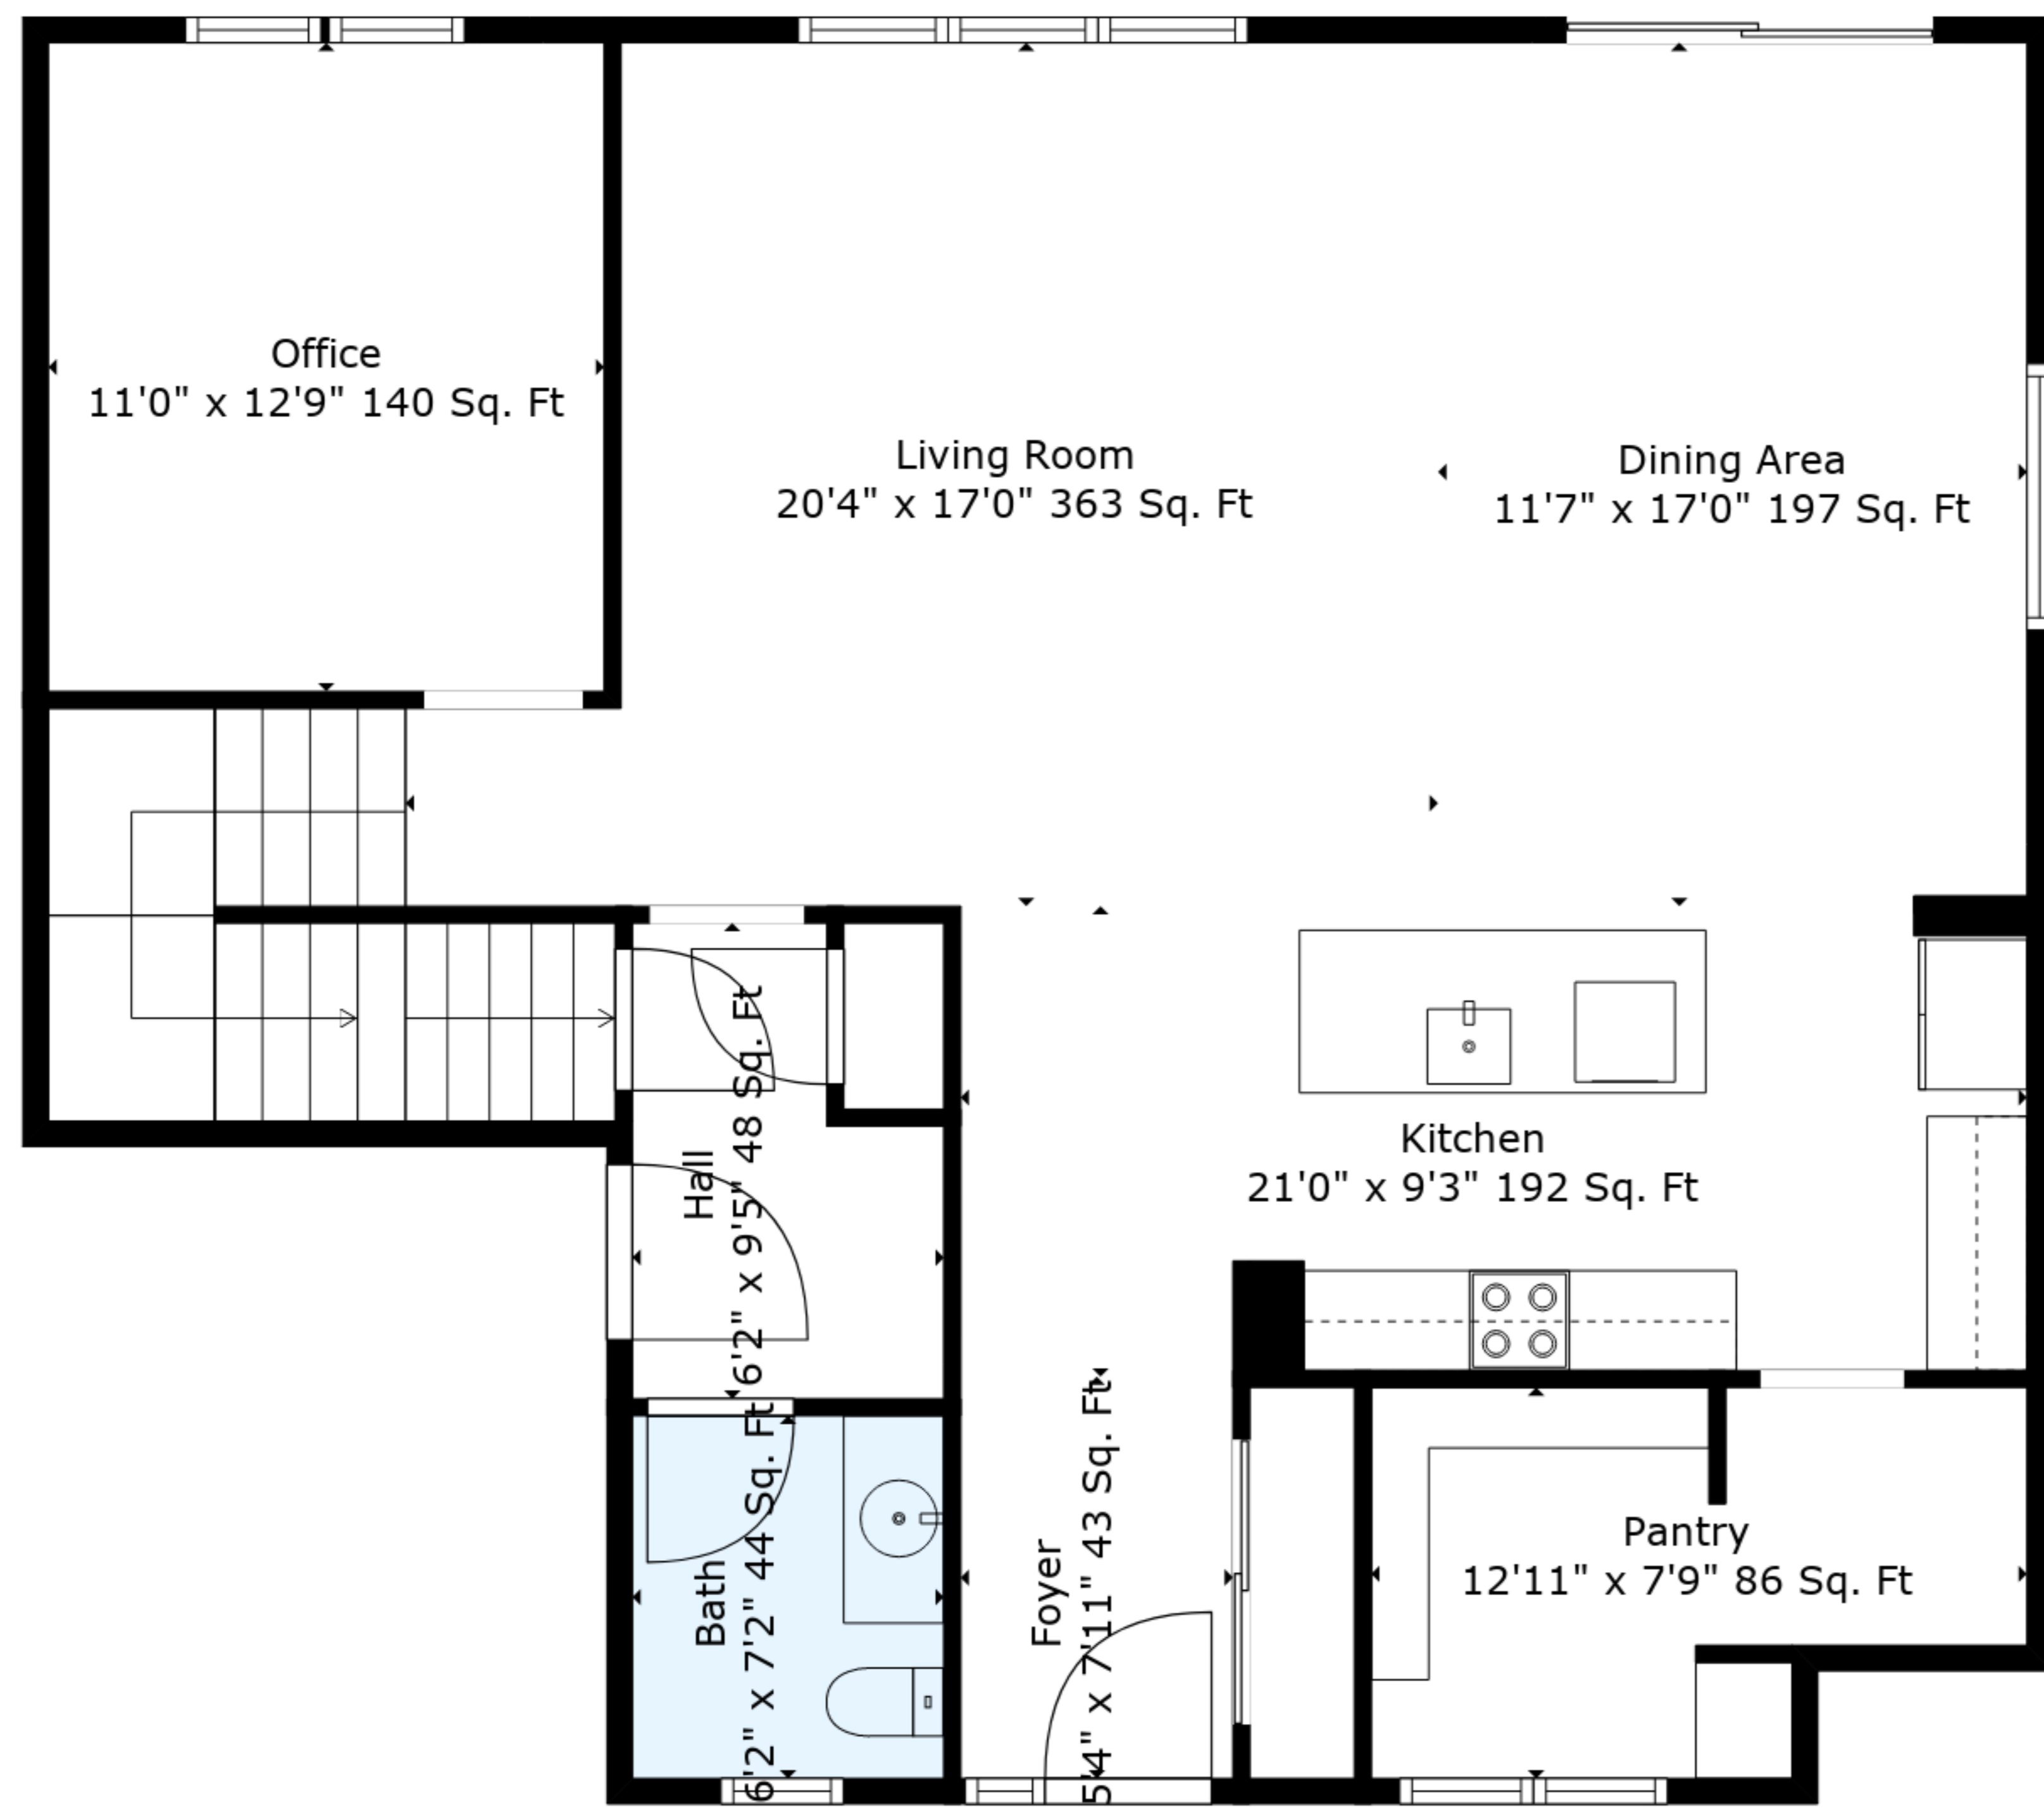 Office
11'0" x 12'9" 140 Sq. Ft
Living Room
20'4" x 17'0" 363 Sq. Ft
Dining Area
11'7" x 17'0" 197 Sq. Ft
Hall
6'2" x 9'5" 48 Sq. Ft
Kitchen
21'0" x 9'3" 192 Sq. Ft
Bath
6'2" x 7'2" 44 Sq. Ft
Foyer
5'4" x 7'11" 43 Sq. Ft
Pantry
12'11" x 7'9" 86 Sq. Ft